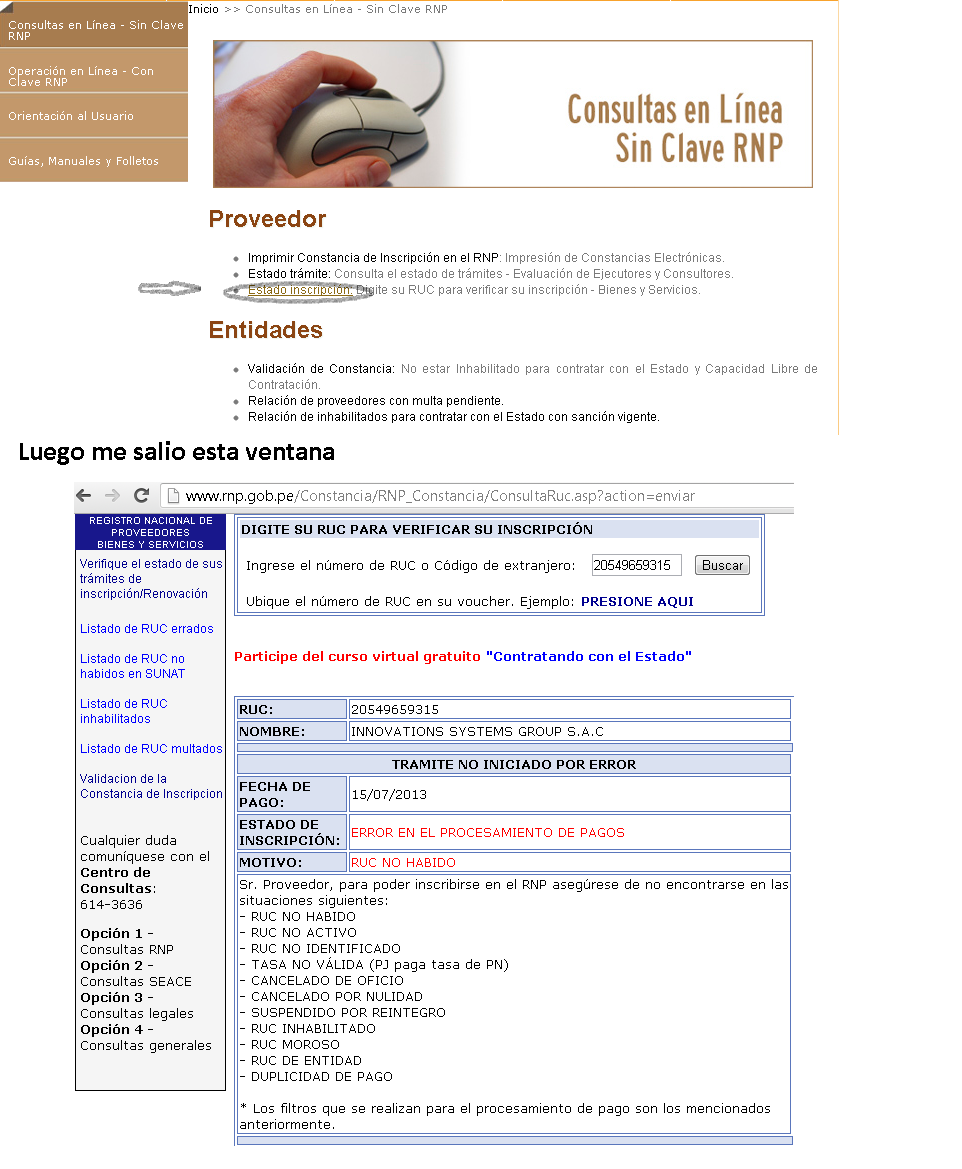 Consultas en Línea - Sin Clave
RNP
Operación en Línea - Con
Clave RNP
Orientación al Usuario
Guías, Manuales y Folletos
Inicio >> Consultas en Línea - Sin Clave RNP
Consultas en Línea
Sin Clave RNP
Proveedor
Imprimir Constancia de Inscripción en el RNP: Impresión de Constancias Electrónicas.
Estado trámite: Consulta el estado de trámites - Evaluación de Ejecutores y Consultores.
Estado inscripción: Digite su RUC para verificar su inscripción - Bienes y Servicios.
Entidades
Validación de Constancia: No estar Inhabilitado para contratar con el Estado y Capacidad Libre de
Contratación.
Relación de proveedores con multa pendiente.
Relación de inhabilitados para contratar con el Estado con sanción vigente.
Luego me salio esta ventana
www.rnp.gob.pe/Constancia/RNP_Constancia/ConsultaRuc.asp?action=enviar
REGISTRO NACIONAL DE
PROVEEDORES
BIENES Y SERVICIOS
Verifique el estado de sus
trámites de
inscripción/Renovación
Listado de RUC errados
Listado de RUC no
habidos en SUNAT
Listado de RUC
inhabilitados
Listado de RUC multados
Validacion de la
Constancia de Inscripcion
Cualquier duda
comuníquese con el
Centro de
Consultas:
614-3636
Opción 1 -
Consultas RNP
Opción 2 -
Consultas SEACE
Opción 3 -
Consultas legales
Opción 4 -
Consultas generales
DIGITE SU RUC PARA VERIFICAR SU INSCRIPCIÓN
Ingrese el número de RUC o Código de extranjero: 20549659315 Buscar
Ubique el número de RUC en su voucher. Ejemplo: PRESIONE AQUI
Participe del curso virtual gratuito "Contratando con el Estado"
RUC: 20549659315
NOMBRE: INNOVATIONS SYSTEMS GROUP S.A.C
TRAMITE NO INICIADO POR ERROR
FECHA DE
PAGO: 15/07/2013
ESTADO DE
INSCRIPCIÓN: ERROR EN EL PROCESAMIENTO DE PAGOS
MOTIVO: RUC NO HABIDO
Sr. Proveedor, para poder inscribirse en el RNP asegúrese de no encontrarse en las
situaciones siguientes:
- RUC NO HABIDO
- RUC NO ACTIVO
- RUC NO IDENTIFICADO
- TASA NO VÁLIDA (PJ paga tasa de PN)
- CANCELADO DE OFICIO
- CANCELADO POR NULIDAD
- SUSPENDIDO POR REINTEGRO
- RUC INHABILITADO
- RUC MOROSO
- RUC DE ENTIDAD
- DUPLICIDAD DE PAGO
* Los filtros que se realizan para el procesamiento de pago son los mencionados
anteriormente.